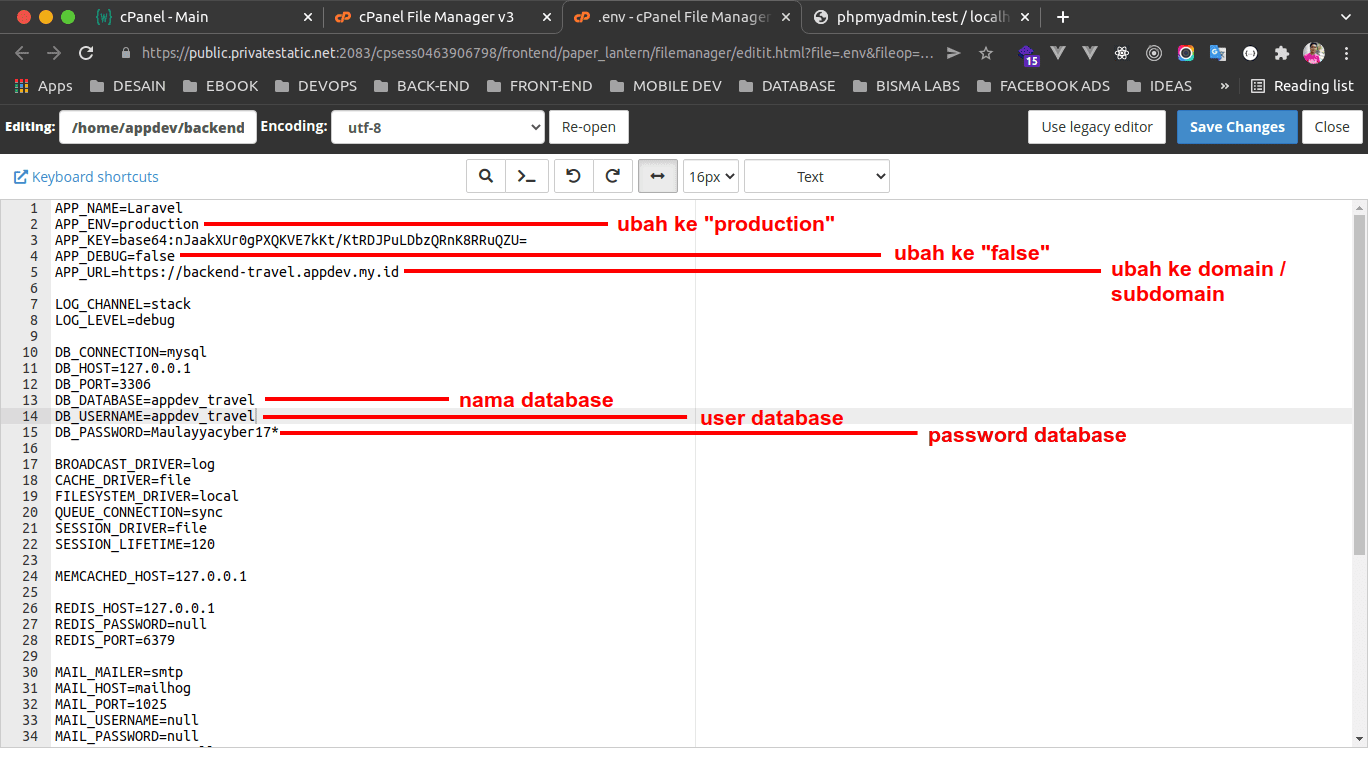 cPanel - Main
cPanel File Manager v3
.env - cPanel File Manager
phpmyadmin.test / localh
https://public.privatestatic.net:2083/cpsess0463906798/frontend/paper_lantern/filemanager/editit.html?file=.env&fileop=...
15
Apps DESAIN EBOOK DEVOPS BACK-END FRONT-END MOBILE DEV DATABASE BISMA LABS FACEBOOK ADS IDEAS » Reading list
Editing: /home/appdev/backend Encoding: utf-8 Re-open Use legacy editor Save Changes Close
Keyboard shortcuts 16px Text
1 APP_NAME=Laravel
2 APP_ENV=production ubah ke "production"
3 APP_KEY=base64:nJaakXUr0gPXQKVE7kKt/KtRDJPuLDbzQRnK8RRuQZU=
4 APP_DEBUG=false ubah ke "false"
5 APP_URL=https://backend-travel.appdev.my.id ubah ke domain /
subdomain
6
7 LOG_CHANNEL=stack
8 LOG_LEVEL=debug
9
10 DB_CONNECTION=mysql
11 DB_HOST=127.0.0.1
12 DB_PORT=3306
13 DB_DATABASE=appdev_travel nama database
14 DB_USERNAME=appdev_travel user database
15 DB_PASSWORD=Maulayyacyber17* password database
16
17 BROADCAST_DRIVER=log
18 CACHE_DRIVER=file
19 FILESYSTEM_DRIVER=local
20 QUEUE_CONNECTION=sync
21 SESSION_DRIVER=file
22 SESSION_LIFETIME=120
23
24 MEMCACHED_HOST=127.0.0.1
25
26 REDIS_HOST=127.0.0.1
27 REDIS_PASSWORD=null
28 REDIS_PORT=6379
29
30 MAIL_MAILER=smtp
31 MAIL_HOST=mailhog
32 MAIL_PORT=1025
33 MAIL_USERNAME=null
34 MAIL_PASSWORD=null